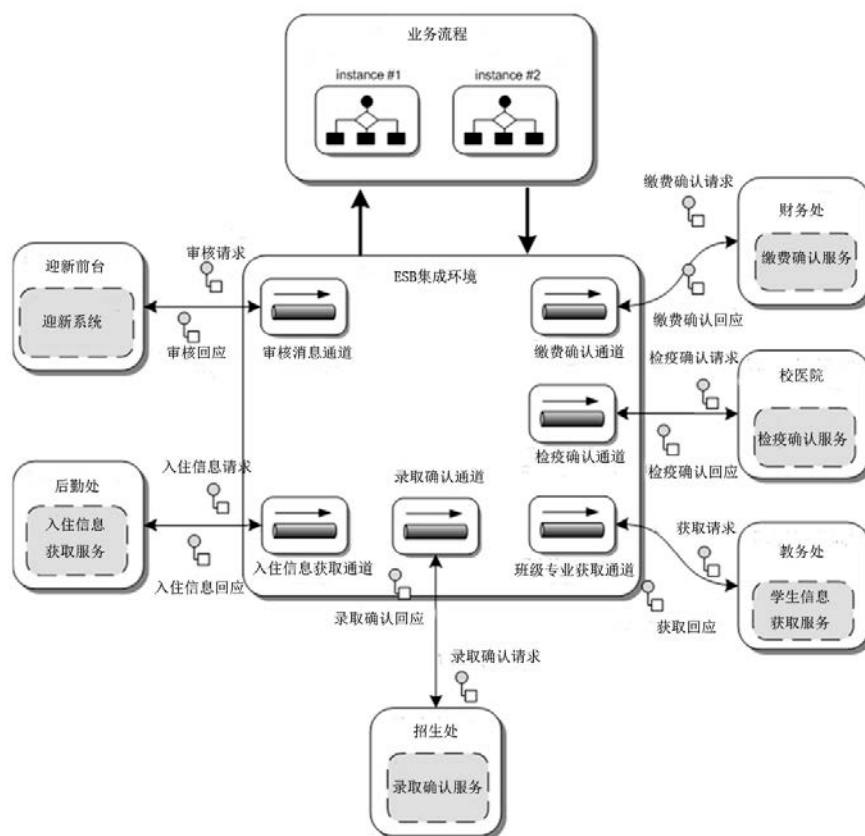 业务流程
instance #1
instance #2
缴费确认请求
财务处
缴费确认服务
缴费确认回应
迎新前台
迎新系统
审核请求
审核回应
ESB集成环境
审核消息通道
缴费确认通道
检疫确认请求
校医院
检疫确认服务
检疫确认回应
检疫确认通道
后勤处
入住信息
获取服务
入住信息请求
入住信息回应
入住信息获取通道
录取确认通道
班级专业获取通道
获取请求
教务处
学生信息
获取服务
获取回应
录取确认回应
录取确认请求
招生处
录取确认服务